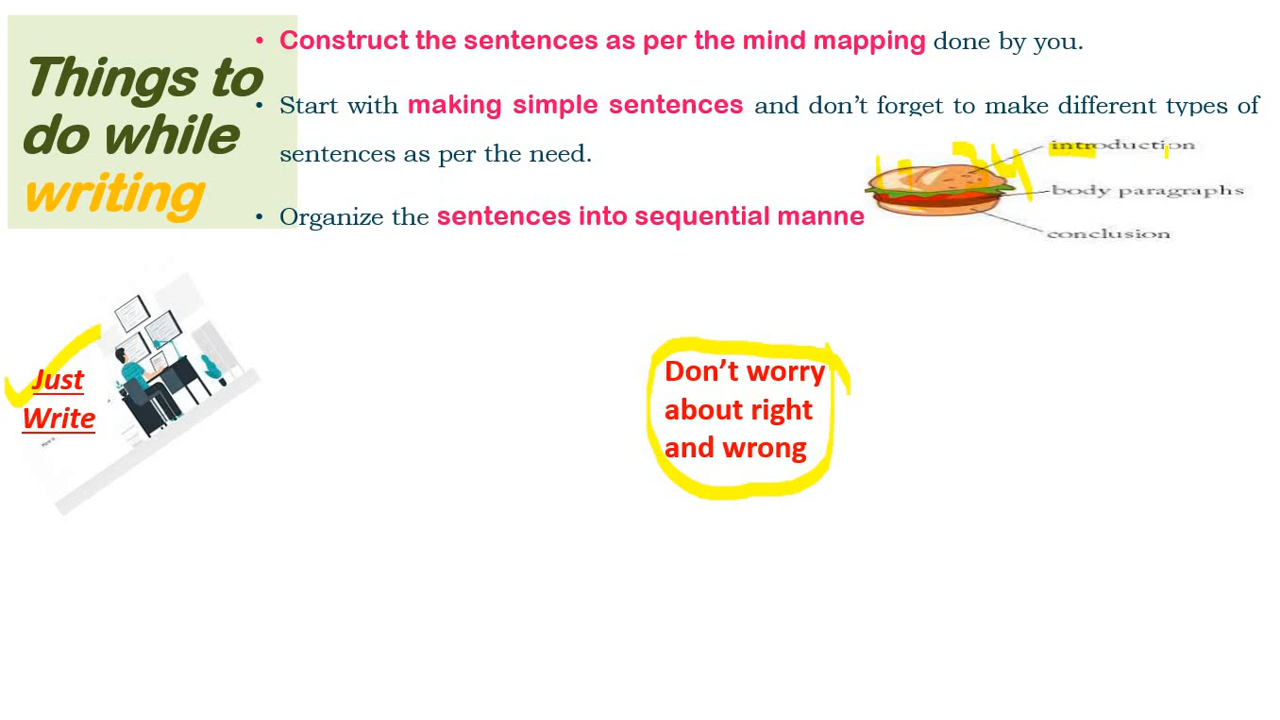 Things to
do while
writing
• Construct the sentences as per the mind mapping done by you.
• Start with making simple sentences and don't forget to make different types of
sentences as per the need.
• Organize the sentences into sequential manne
introduction
body paragraphs
conclusion
Just
Write
Don't worry
about right
and wrong